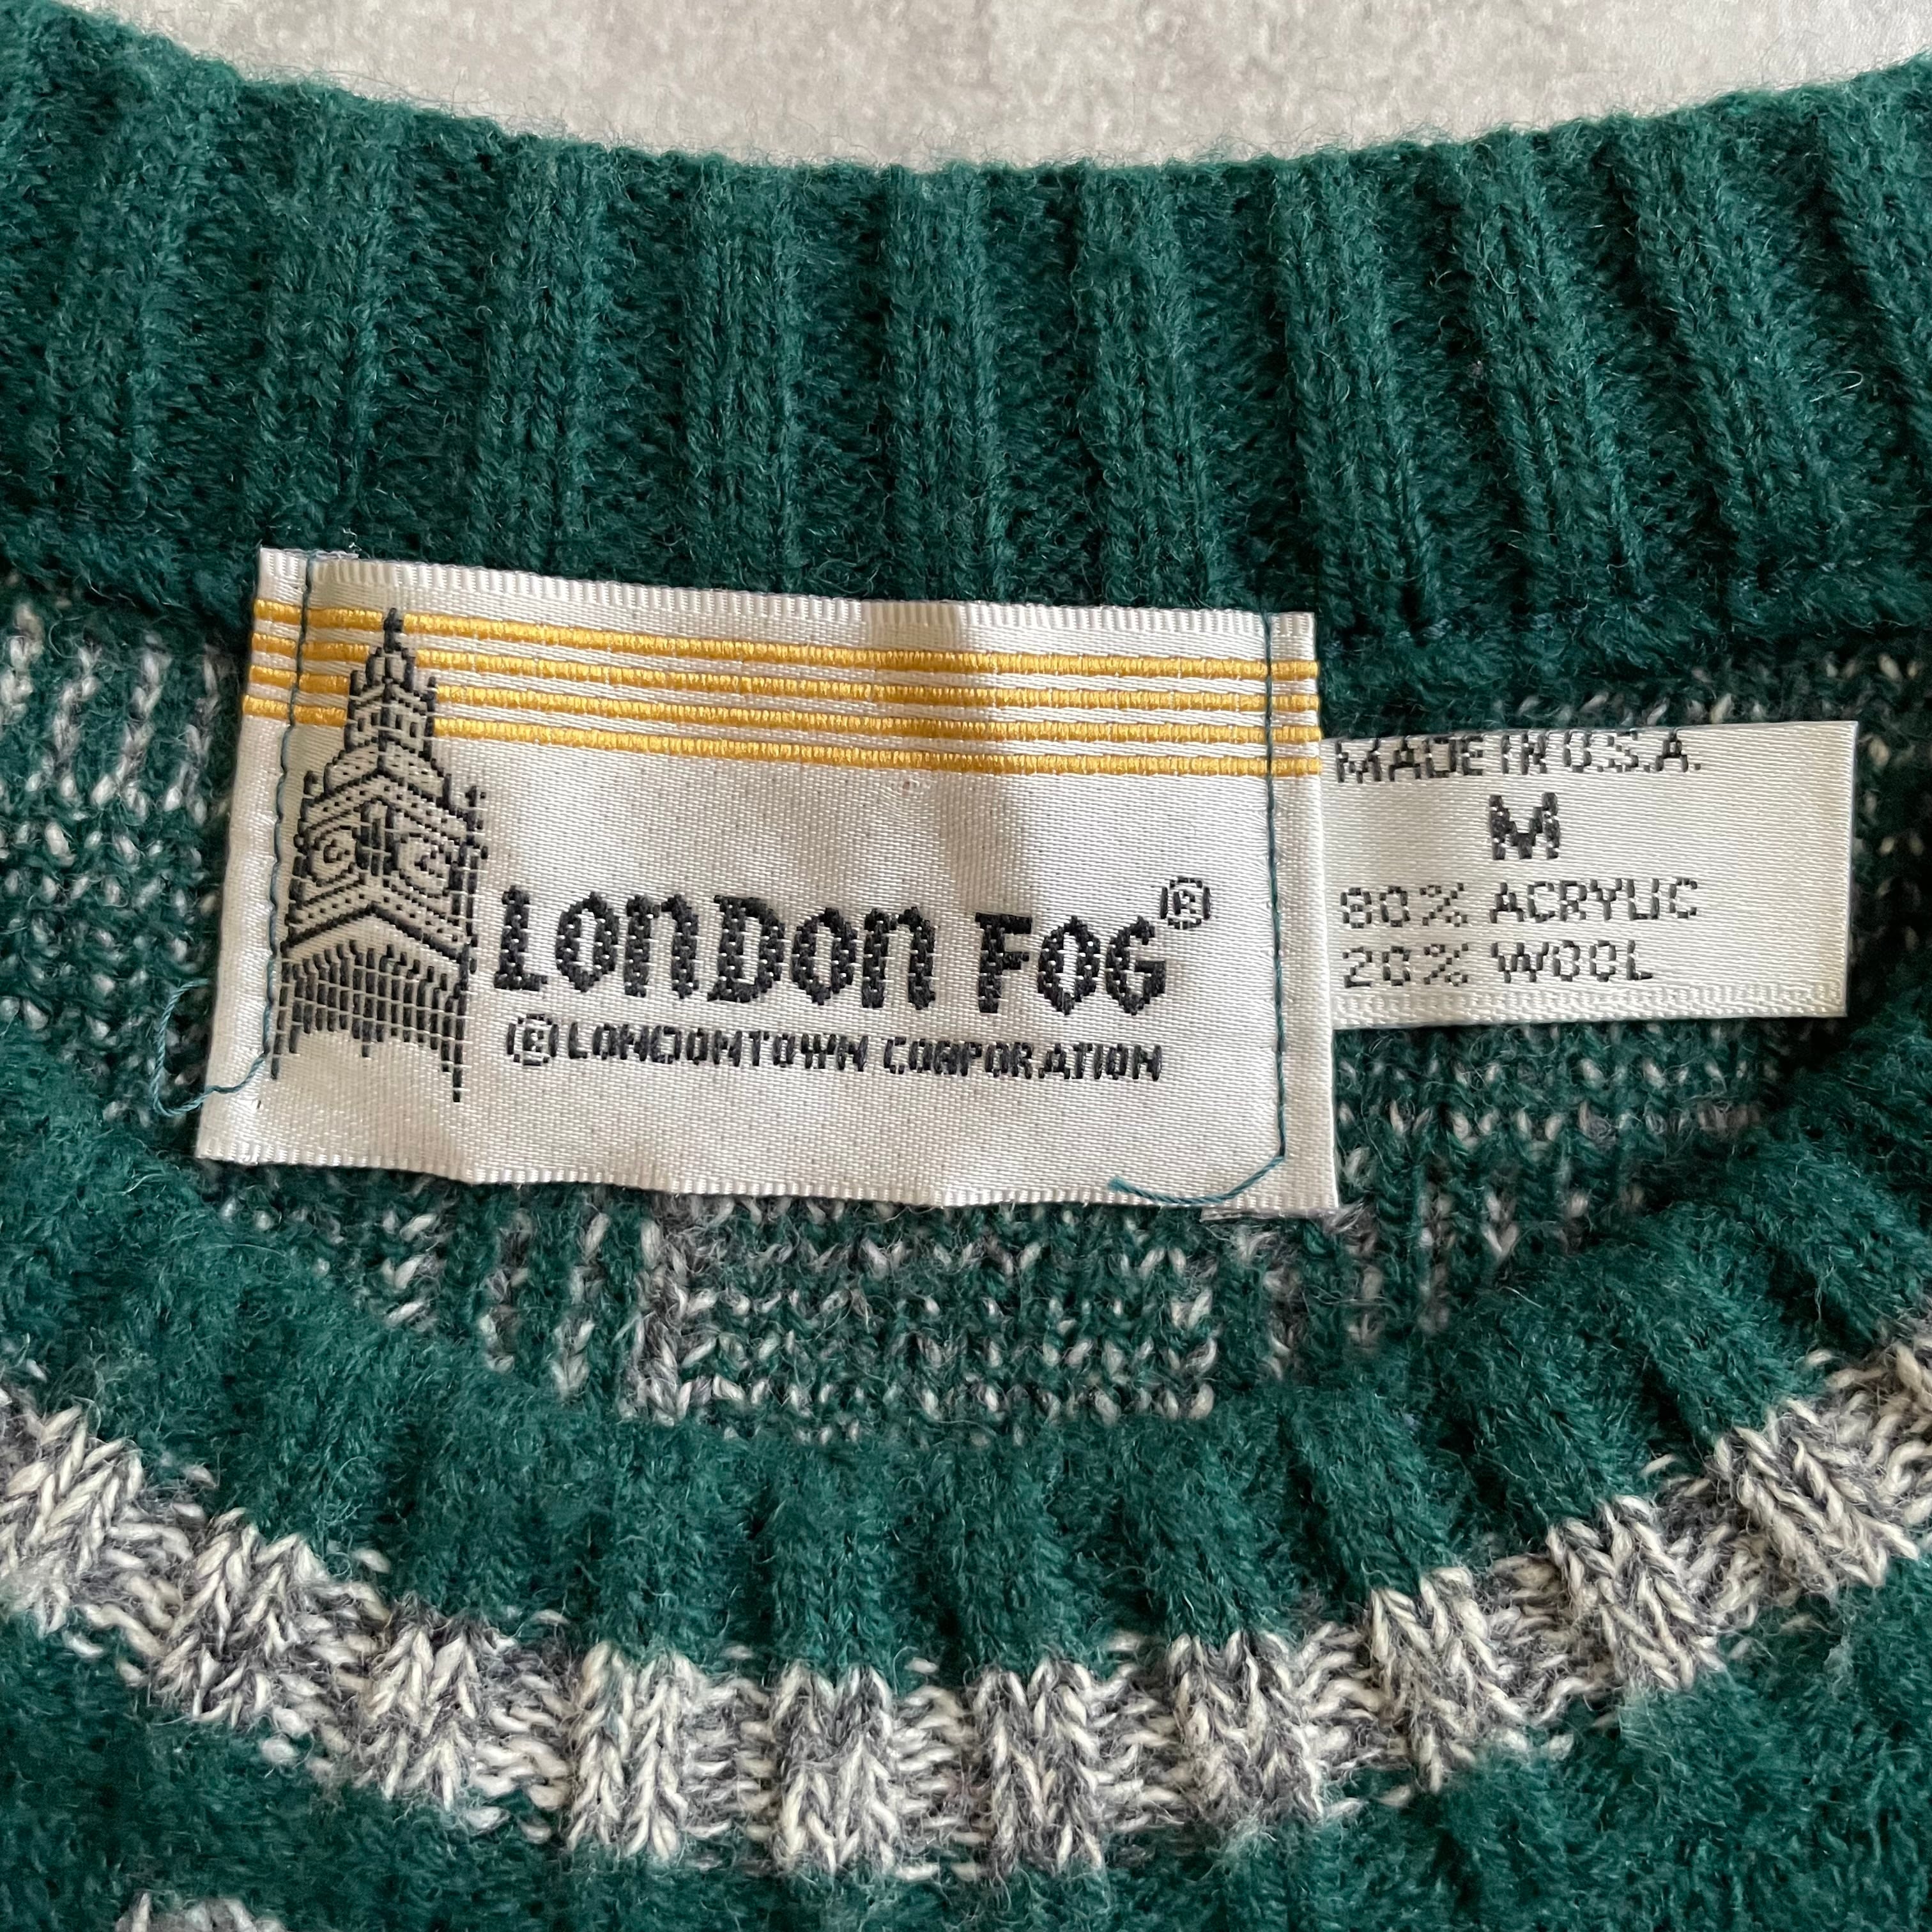 LONDON FOG®
® LONDONTOWN CORPORATION
MADE IN U.S.A.
M
80% ACRYLIC
20% WOOL